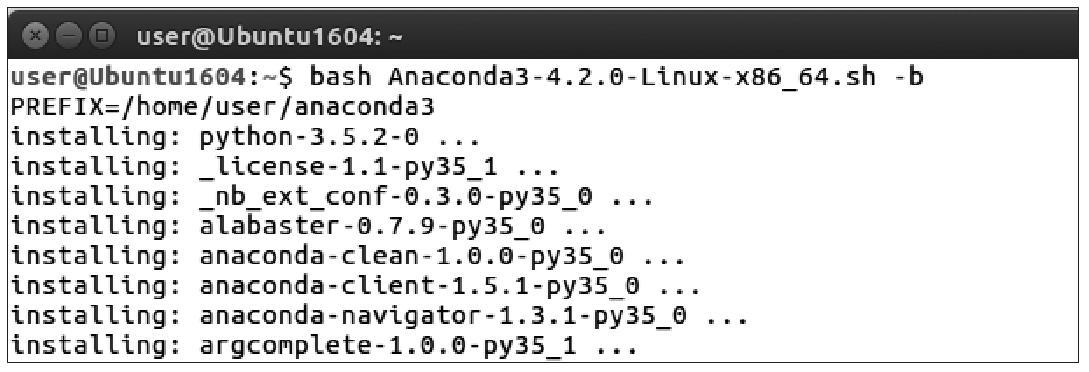 user@Ubuntu1604: ~
user@Ubuntu1604:~$ bash Anaconda3-4.2.0-Linux-x86_64.sh -b
PREFIX=/home/user/anaconda3
installing: python-3.5.2-0 ...
installing: _license-1.1-py35_1 ...
installing: _nb_ext_conf-0.3.0-py35_0 ...
installing: alabaster-0.7.9-py35_0 ...
installing: anaconda-clean-1.0.0-py35_0 ...
installing: anaconda-client-1.5.1-py35_0 ...
installing: anaconda-navigator-1.3.1-py35_0 ...
installing: argcomplete-1.0.0-py35_1 ...